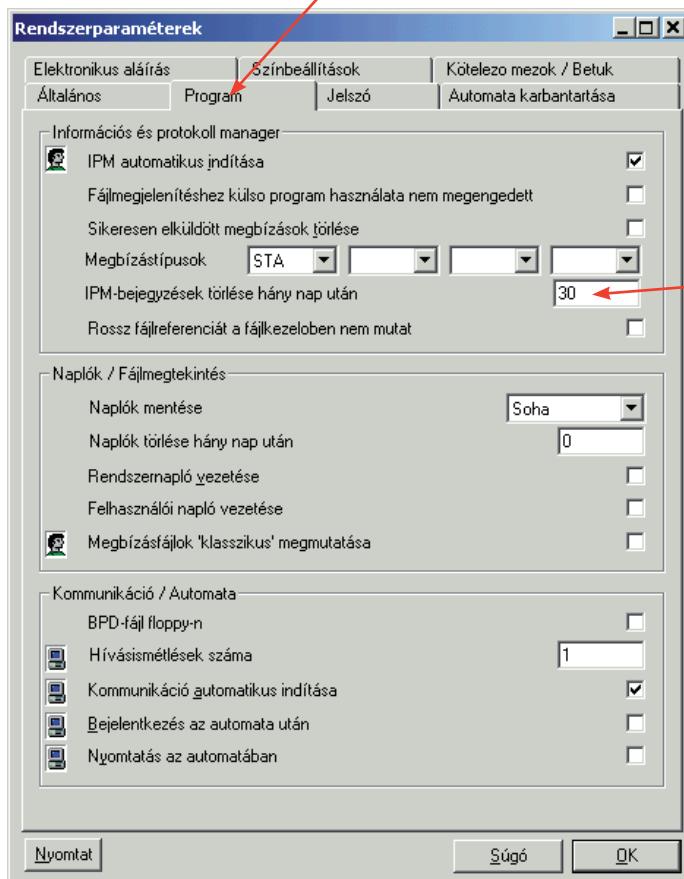 Rendszerparaméterek
Elektronikus aláírás Színbeállítások Kötelezo mezok / Betuk
Általános Program Jelszó Automata karbantartása
Információs és protokoll manager
IPM automatikus indítása
Fájlmegjelenítéshez külso program használata nem megengedett
Sikeresen elküldött megbízások törlése
Megbízástípusok STA
IPM-bejegyzések törlése hány nap után 30
Rossz fájlreferenciát a fájlkezeloben nem mutat
Naplók / Fájlmegtekintés
Naplók mentése Soha
Naplók törlése hány nap után 0
Rendszernapló vezetése
Felhasználói napló vezetése
Megbízásfájlok 'klasszikus' megmutatása
Kommunikáció / Automata
BPD-fájl floppy-n
Hívásismétlések száma 1
Kommunikáció automatikus indítása
Bejelentkezés az automata után
Nyomtatás az automatában
Nyomtat Súgó OK